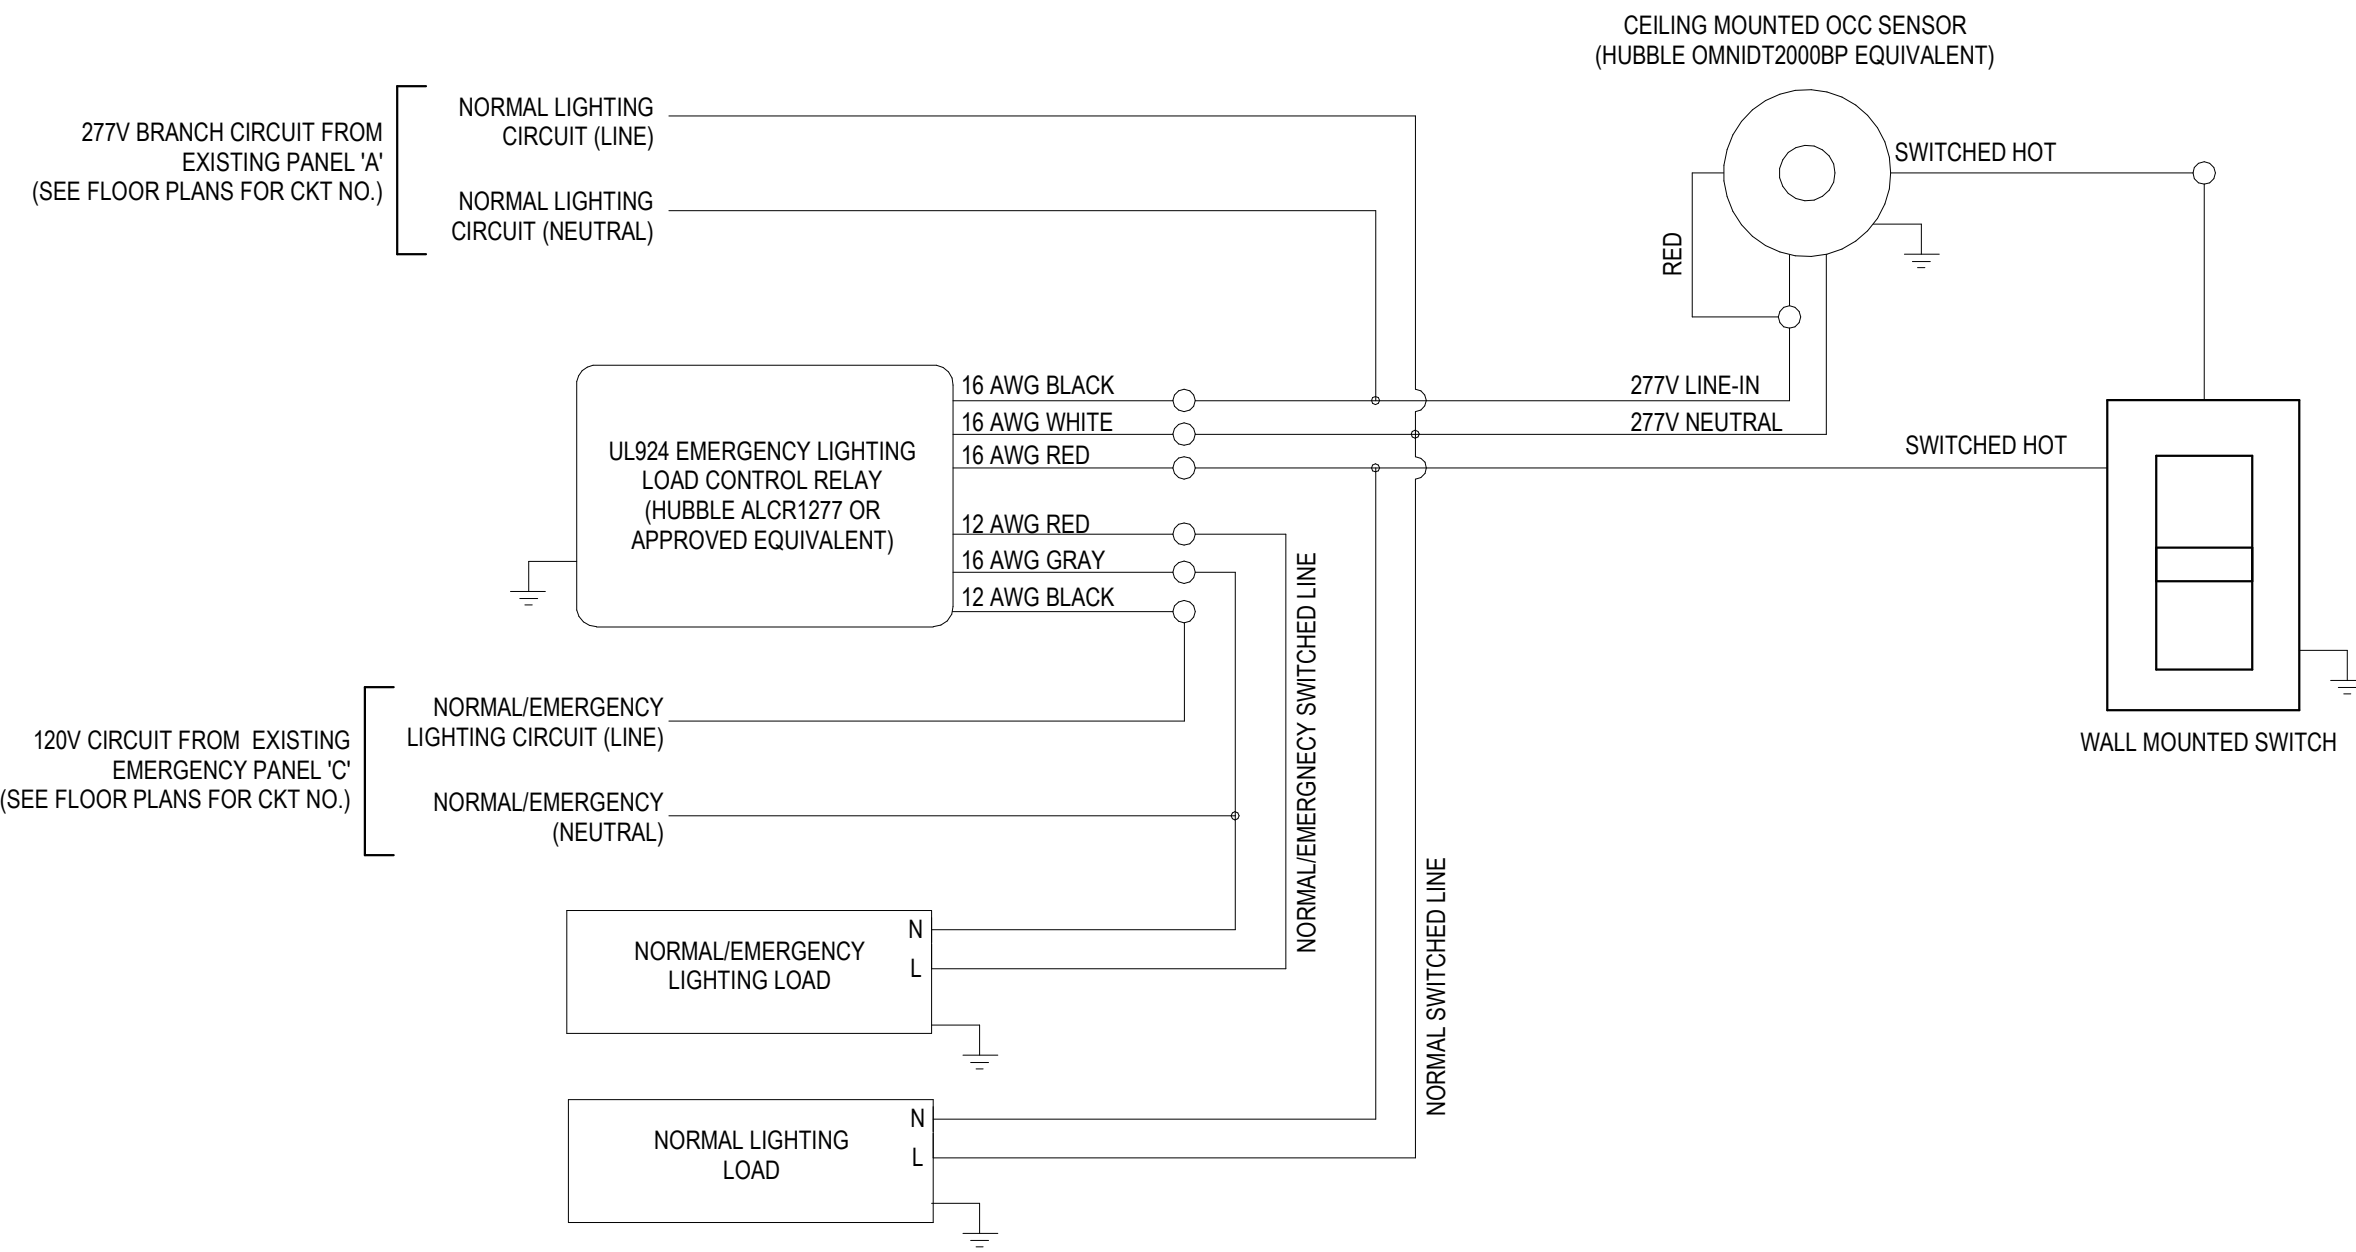 CEILING MOUNTED OCC SENSOR
(HUBBLE OMNIDT2000BP EQUIVALENT)
277V BRANCH CIRCUIT FROM
EXISTING PANEL 'A'
(SEE FLOOR PLANS FOR CKT NO.)
NORMAL LIGHTING
CIRCUIT (LINE)
NORMAL LIGHTING
CIRCUIT (NEUTRAL)
SWITCHED HOT
RED
UL924 EMERGENCY LIGHTING
LOAD CONTROL RELAY
(HUBBLE ALCR1277 OR
APPROVED EQUIVALENT)
16 AWG BLACK
16 AWG WHITE
16 AWG RED
12 AWG RED
16 AWG GRAY
12 AWG BLACK
277V LINE-IN
277V NEUTRAL
SWITCHED HOT
WALL MOUNTED SWITCH
120V CIRCUIT FROM EXISTING
EMERGENCY PANEL 'C'
(SEE FLOOR PLANS FOR CKT NO.)
NORMAL/EMERGENCY
LIGHTING CIRCUIT (LINE)
NORMAL/EMERGENCY
(NEUTRAL)
NORMAL/EMERGNECY SWITCHED LINE
NORMAL SWITCHED LINE
NORMAL/EMERGENCY
LIGHTING LOAD
N
L
NORMAL LIGHTING
LOAD
N
L